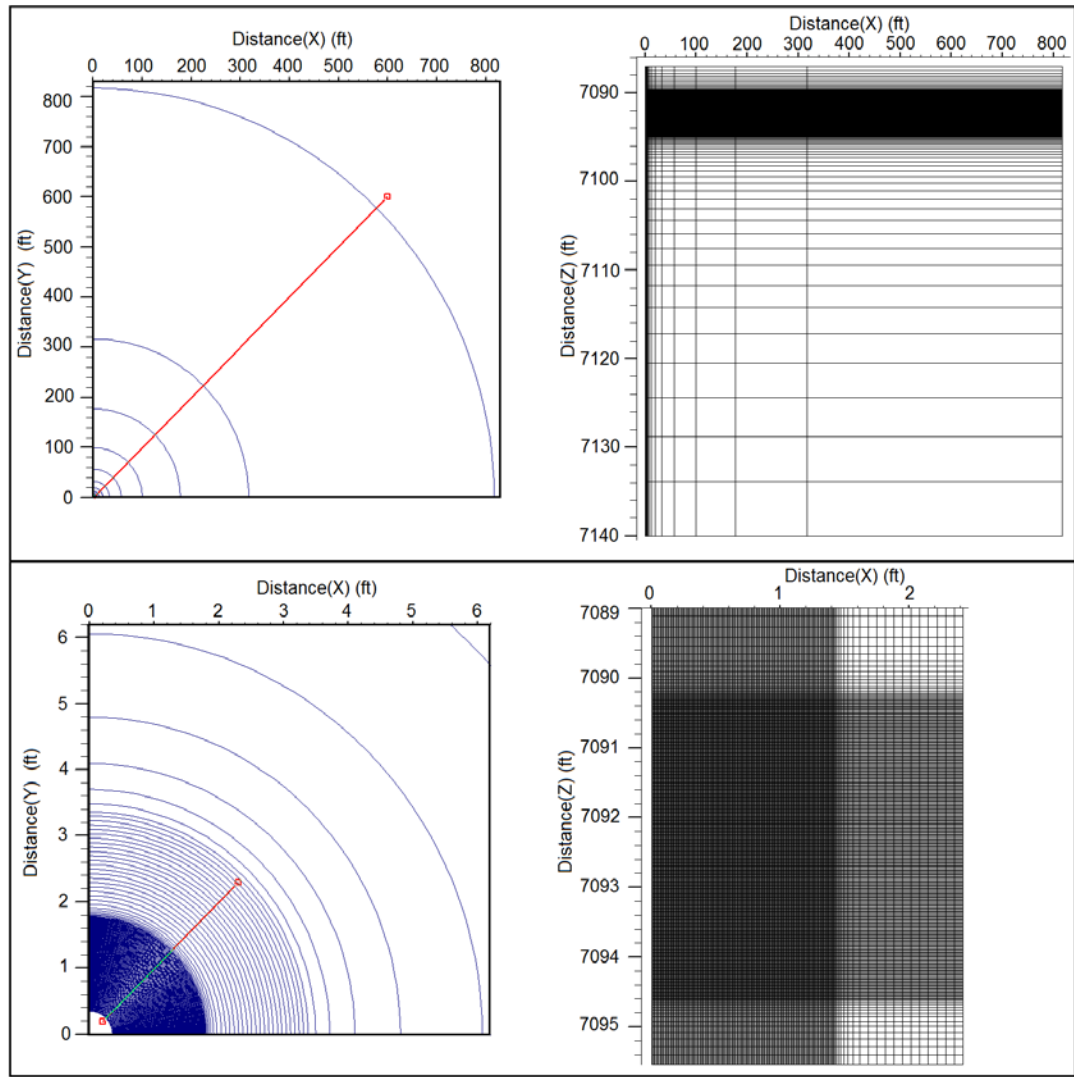 Distance(X) (ft)
0 100 200 300 400 500 600 700 800
Distance(Y) (ft)
800
700
600
500
400
300
200
100
0
Distance(X) (ft)
0 100 200 300 400 500 600 700 800
Distance(Z) (ft)
7090
7100
7110
7120
7130
7140
Distance(X) (ft)
0 1 2 3 4 5 6
Distance(Y) (ft)
6
5
4
3
2
1
0
Distance(X) (ft)
0 1 2
Distance(Z) (ft)
7089
7090
7091
7092
7093
7094
7095